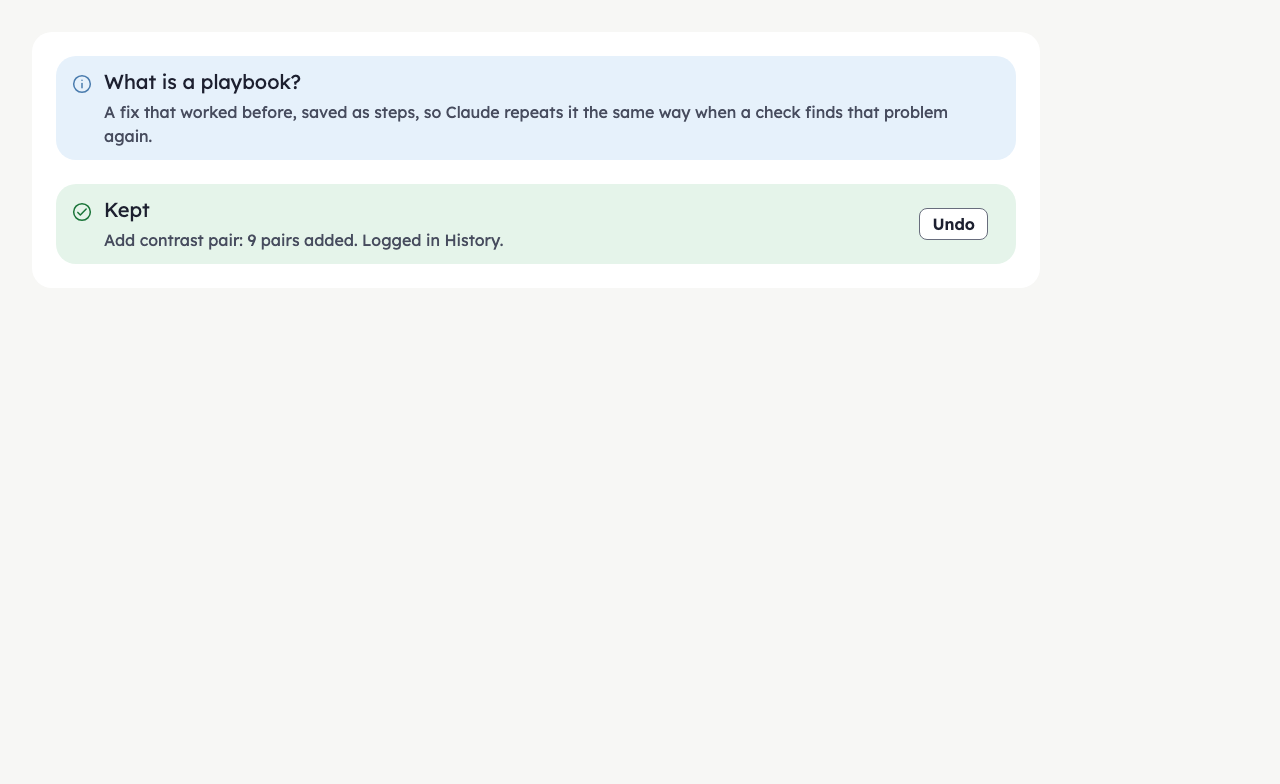 What is a playbook?
A fix that worked before, saved as steps, so Claude repeats it the same way when a check finds that problem
again.
Kept
Add contrast pair: 9 pairs added. Logged in History.
Undo